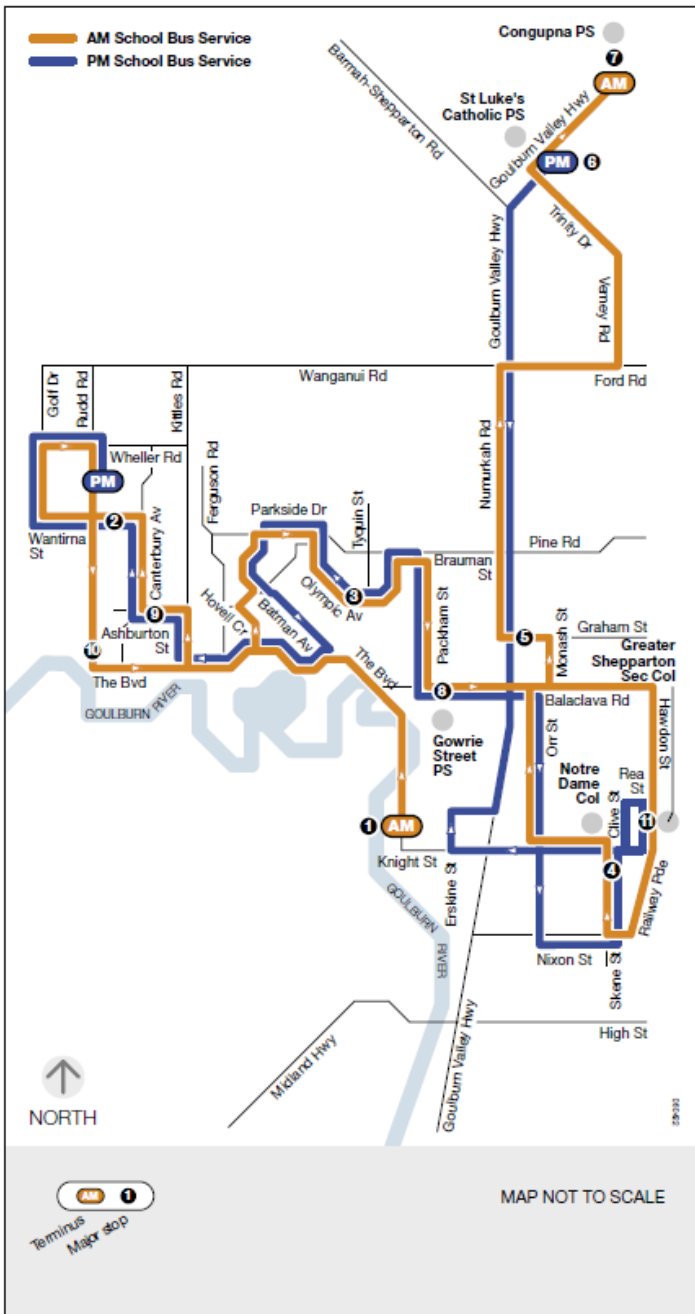 AM School Bus Service
PM School Bus Service
Congupna PS
7
AM
St Luke's
Catholic PS
Barmah-Shepparton Rd
Goulburn Valley Hwy
PM
6
Trinity Dr
Goulburn Valley Hwy
Verney Rd
Wanganui Rd
Ford Rd
Golf Dr
Rudd Rd
Kittles Rd
Wheller Rd
PM
Numurkah Rd
Ferguson Rd
Parkside Dr
Tyquin St
Pine Rd
2
Wantirna
St
Canterbury Av
Brauman
St
3
Olympic
Av
Packham St
9
Hovell Cr
Batman Av
Ashburton
St
10
The Bvd
The Bvd
5
Monash St
Graham St
Greater
Shepparton
Sec Col
8
Balaclava Rd
GOULBURN RIVER
Gowrie
Street
PS
Orr St
Hawdon St
Notre
Dame
Col
Clive St
Rea
St
11
1
AM
Knight St
Erskine St
4
Railway Pde
GOULBURN
RIVER
Nixon St
Skene St
High St
Midland Hwy
Goulburn Valley Hwy
NORTH
AM
1
Terminus
Major stop
MAP NOT TO SCALE